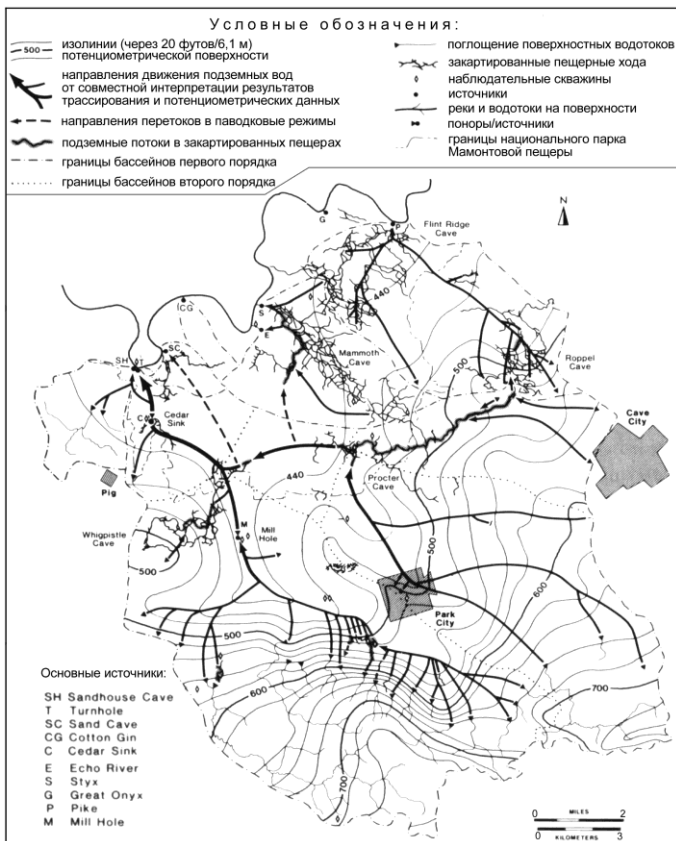 Условные обозначения:
500
изолинии (через 20 футов/6,1 м)
потенциометрической поверхности
направления движения подземных вод
от совместной интерпретации результатов
трассирования и потенциометрических данных
направления перетоков в паводковые режимы
подземные потоки в закартированных пещерах
границы бассейнов первого порядка
границы бассейнов второго порядка
поглощение поверхностных водотоков
закартированные пещерные хода
наблюдательные скважины
источники
реки и водотоки на поверхности
поноры/источники
границы национального парка
Мамонтовой пещеры
N
G
P
Flint Ridge
Cave
440
CG
S
E
SC
SH
T
Mammoth
Cave
500
Roppel
Cave
C
Cedar
Sink
Cave
City
Pig
440
Procter
Cave
Whigpistle
Cave
M
Mill
Hole
500
500
600
Park
City
500
600
700
700
Основные источники:
SH Sandhouse Cave
T Turnhole
SC Sand Cave
CG Cotton Gin
C Cedar Sink
E Echo River
S Styx
G Great Onyx
P Pike
M Mill Hole
0 MILES 2
0 KILOMETERS 3